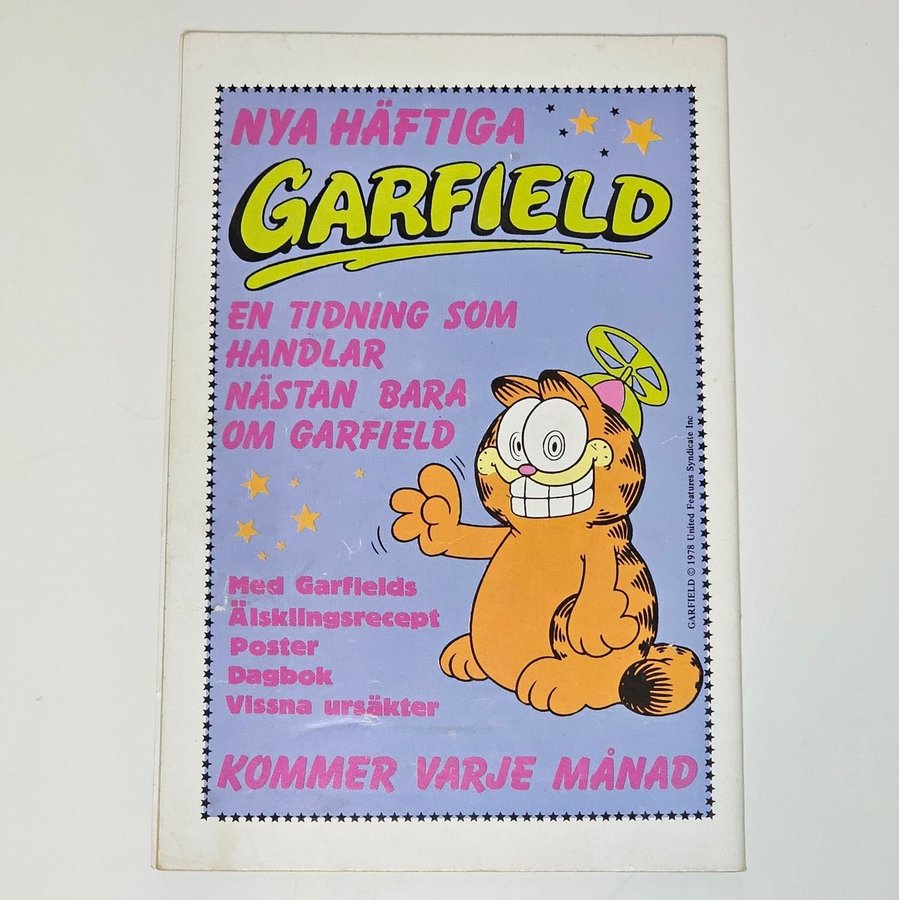 NYA HÄFTIGA
GARFIELD
EN TIDNING SOM
HANDLAR
NÄSTAN BARA
OM GARFIELD
Med Garfields
Älsklingsrecept
Poster
Dagbok
Vissna ursäkter
KOMMER VARJE MÅNAD
GARFIELD © 1978 United Features Syndicate Inc